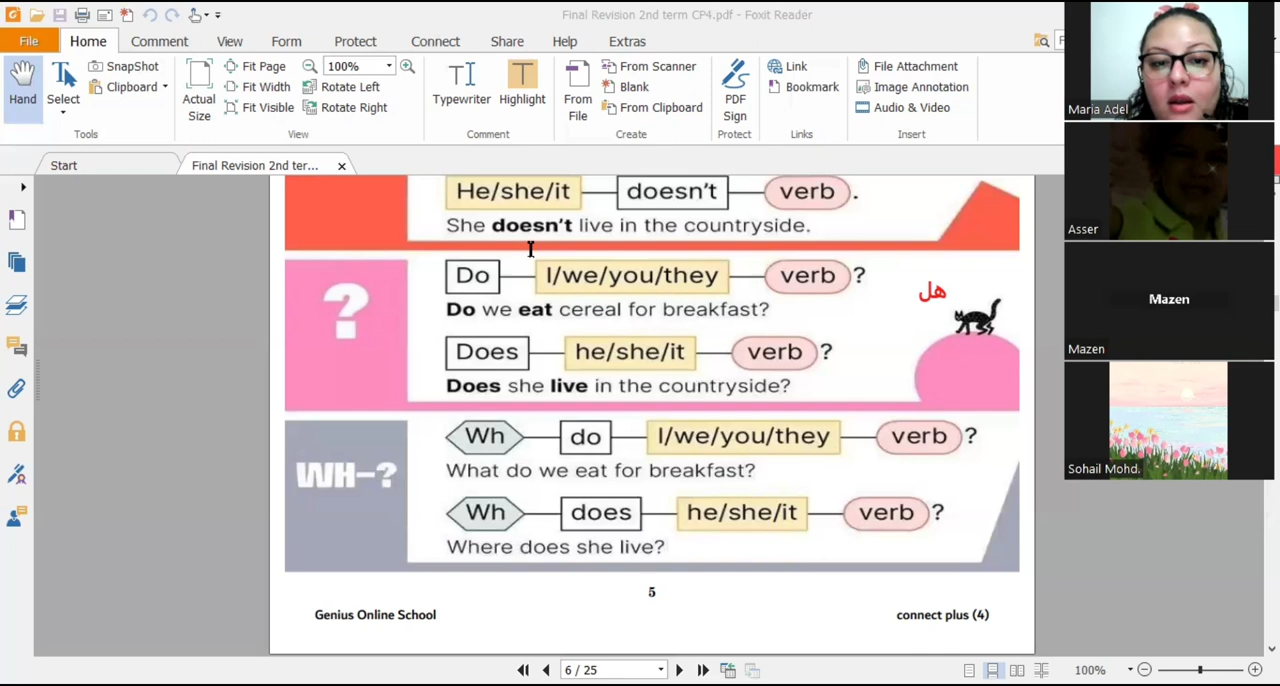 Final Revision 2nd term CP4.pdf - Foxit Reader
File Home Comment View Form Protect Connect Share Help Extras
Hand Select SnapShot Clipboard Actual Size Fit Page Fit Width Fit Visible 100% Rotate Left Rotate Right Typewriter Highlight From File From Scanner Blank From Clipboard PDF Sign Link Bookmark File Attachment Image Annotation Audio & Video
Tools View Comment Create Protect Links Insert
Start Final Revision 2nd ter...
He/she/it doesn't verb .
She doesn't live in the countryside.
? Do I/we/you/they verb ?
هل
Do we eat cereal for breakfast?
Does he/she/it verb ?
Does she live in the countryside?
Wh do I/we/you/they verb ?
WH-?
What do we eat for breakfast?
Wh does he/she/it verb ?
Where does she live?
5
Genius Online School connect plus (4)
6 / 25 100%
Maria Adel
Asser
Mazen
Mazen
Sohail Mohd.